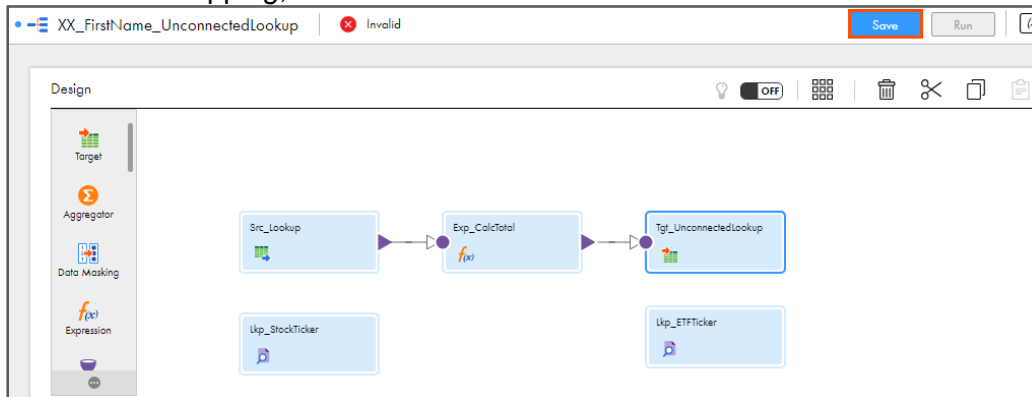 XX_FirstName_UnconnectedLookup Invalid Save Run
Design OFF
Target
Aggregator
Data Masking
Expression
Src_Lookup Exp_CalcTotal Tgt_UnconnectedLookup
f(x)
Lkp_StockTicker Lkp_ETFTicker